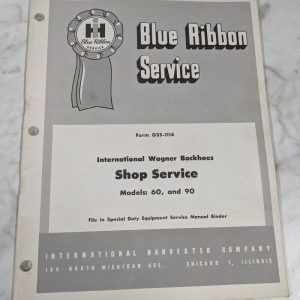 IH
Blue Ribbon
SERVICE
Blue Ribbon
Service
Form GSS-1114
International Wagner Backhoes
Shop Service
Models: 60, and 90
File in Special Duty Equipment Service Manual Binder
INTERNATIONAL HARVESTER COMPANY
180 NORTH MICHIGAN AVE. CHICAGO 1, ILLINOIS